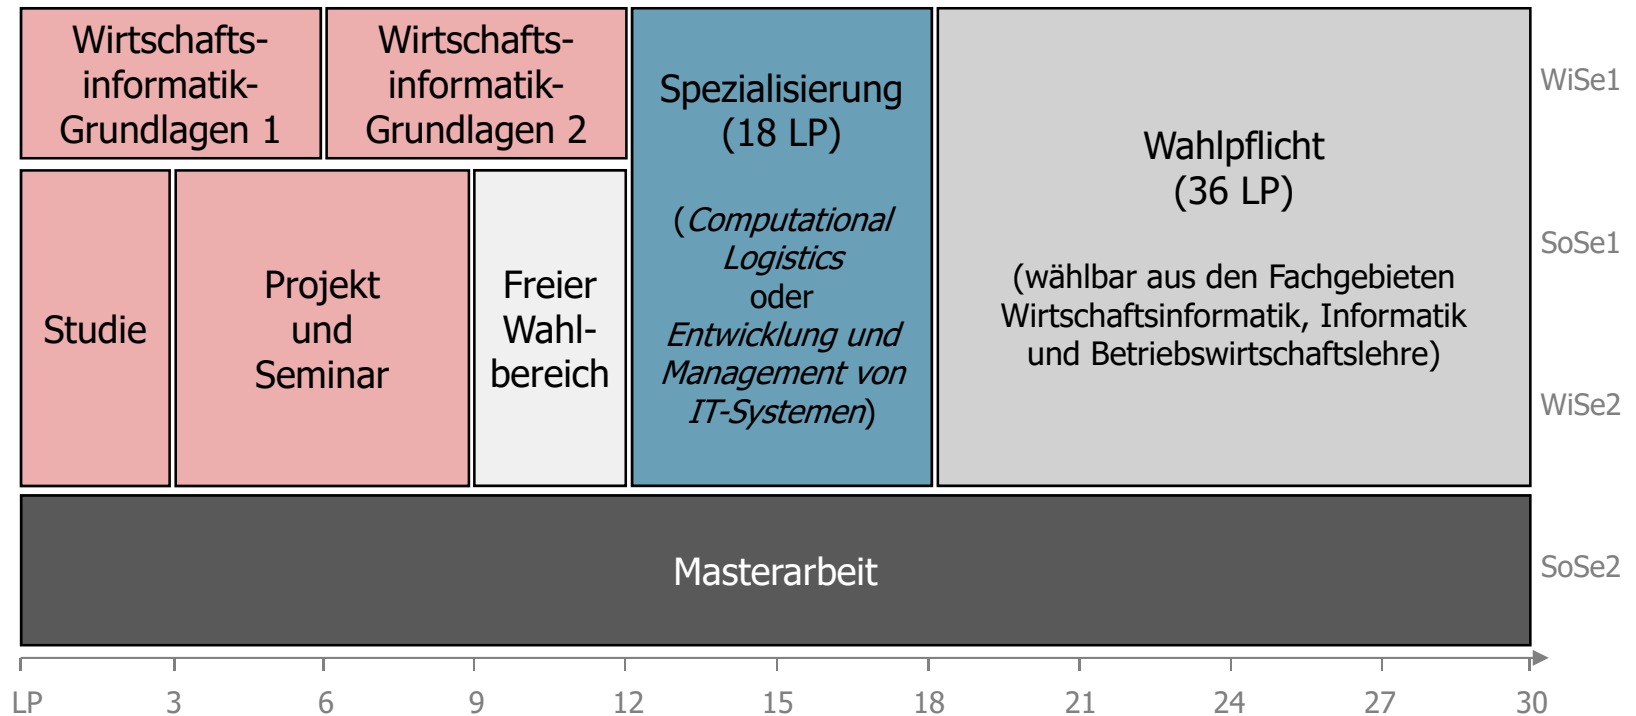 Wirtschafts-
informatik-
Grundlagen 1
Wirtschafts-
informatik-
Grundlagen 2
Spezialisierung
(18 LP)
(Computational
Logistics
oder
Entwicklung und
Management von
IT-Systemen)
Wahlpflicht
(36 LP)
(wählbar aus den Fachgebieten
Wirtschaftsinformatik, Informatik
und Betriebswirtschaftslehre)
WiSe1
Studie
Projekt
und
Seminar
Freier
Wahl-
bereich
SoSe1
WiSe2
Masterarbeit
SoSe2
LP 3 6 9 12 15 18 21 24 27 30